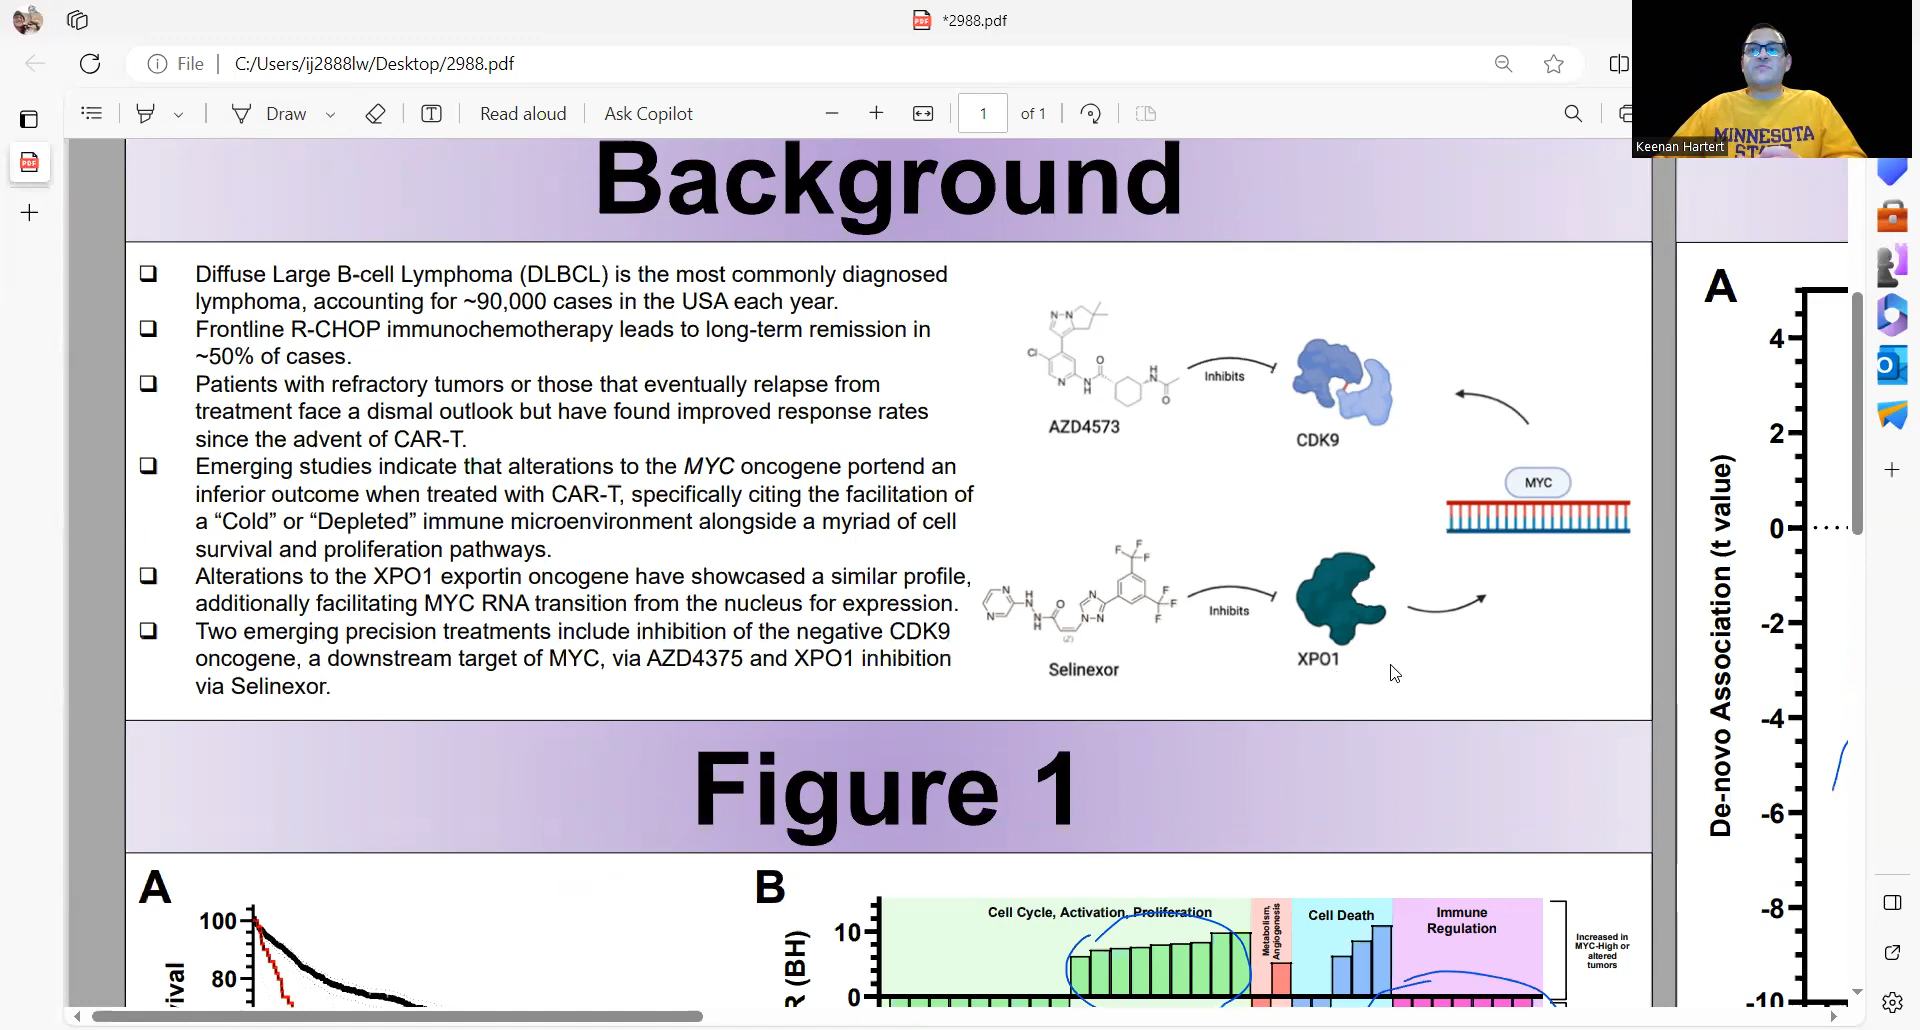 *2988.pdf
File
C:/Users/ij2888lw/Desktop/2988.pdf
Draw
Read aloud
Ask Copilot
1
of 1
MINNESOTA
Keenan Hartert
Background
❑ Diffuse Large B-cell Lymphoma (DLBCL) is the most commonly diagnosed
lymphoma, accounting for ~90,000 cases in the USA each year.
❑ Frontline R-CHOP immunochemotherapy leads to long-term remission in
~50% of cases.
❑ Patients with refractory tumors or those that eventually relapse from
treatment face a dismal outlook but have found improved response rates
since the advent of CAR-T.
❑ Emerging studies indicate that alterations to the MYC oncogene portend an
inferior outcome when treated with CAR-T, specifically citing the facilitation of
a “Cold” or “Depleted” immune microenvironment alongside a myriad of cell
survival and proliferation pathways.
❑ Alterations to the XPO1 exportin oncogene have showcased a similar profile,
additionally facilitating MYC RNA transition from the nucleus for expression.
❑ Two emerging precision treatments include inhibition of the negative CDK9
oncogene, a downstream target of MYC, via AZD4375 and XPO1 inhibition
via Selinexor.
N N
Cl
N
N
H
O
H
N
O
AZD4573
Inhibits
CDK9
MYC
N
N
H
N
N
H
O
(Z)
N
N
N
F
F
F
F
F
F
Selinexor
Inhibits
XPO1
A
4
2
0
-2
-4
-6
-8
-10
De-novo Association (t value)
Figure 1
A
100
80
vival
B
R (BH)
10
0
Cell Cycle, Activation, Proliferation
Metabolism,
Angiogenesis
Cell Death
Immune
Regulation
Increased in
MYC-High or
altered
tumors